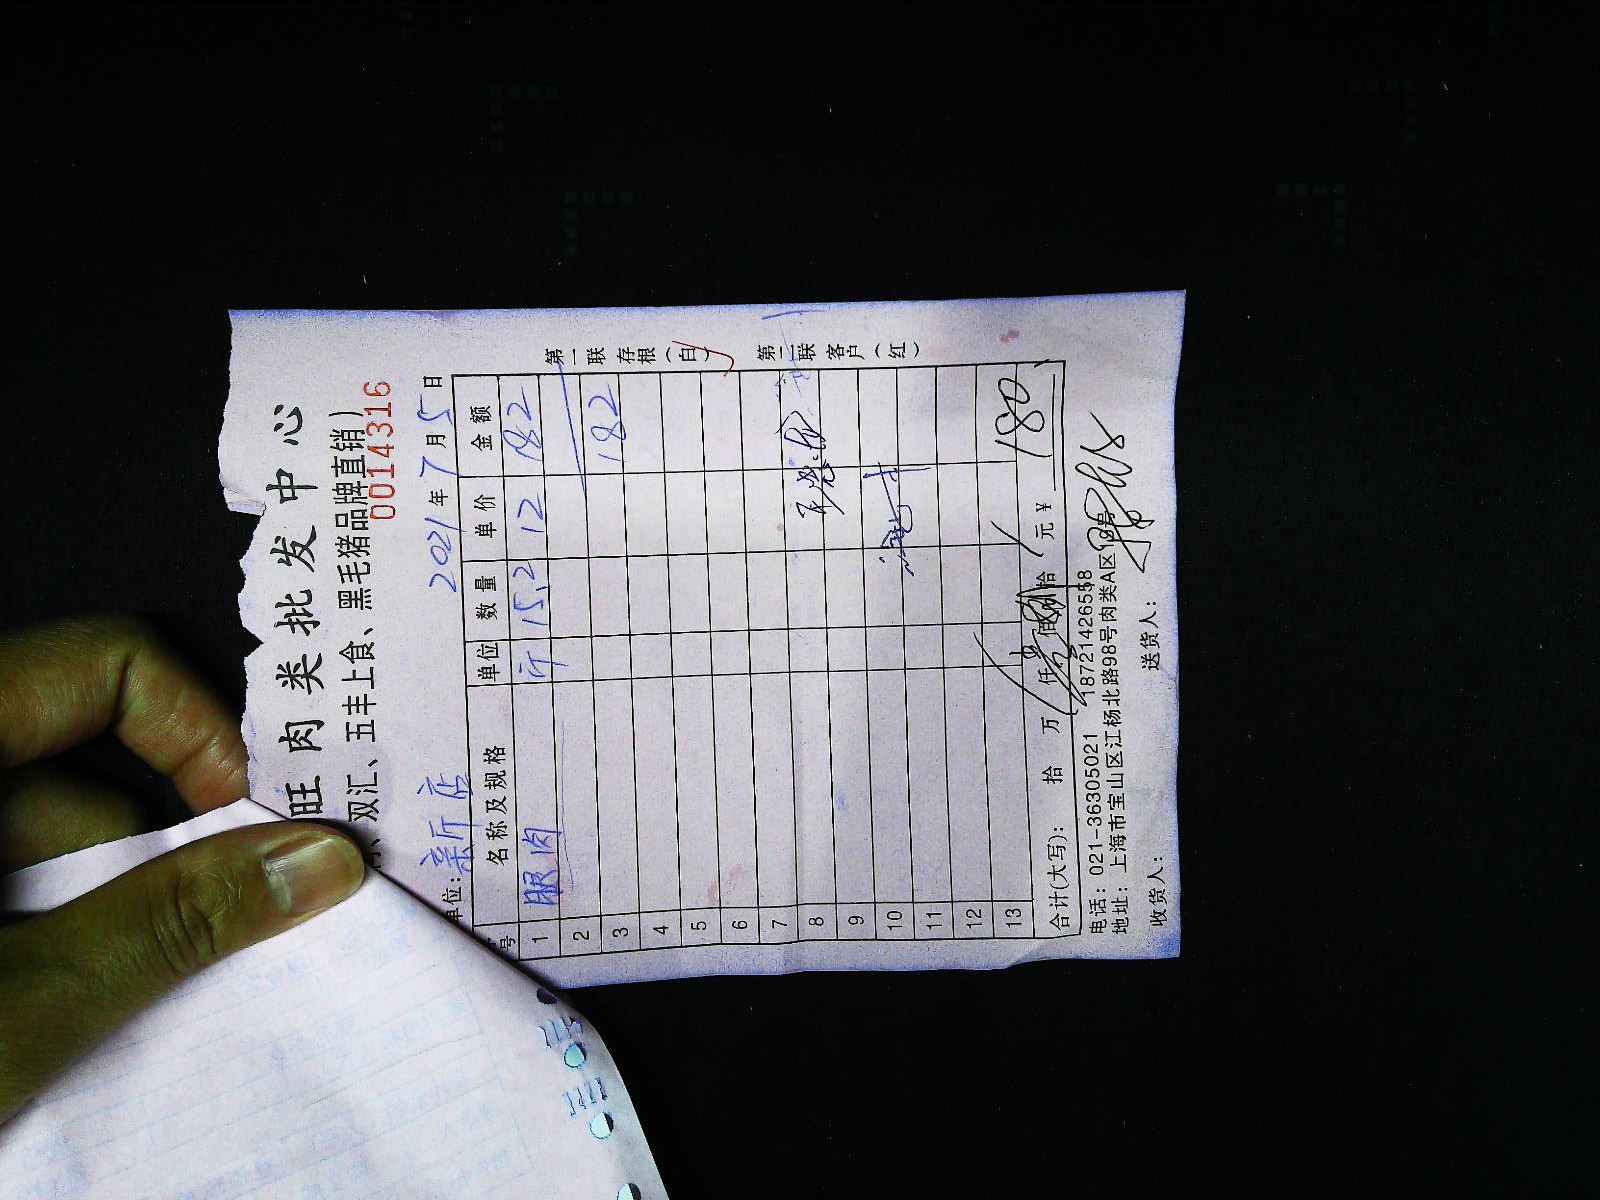 旺肉类批发中心
、双汇、五丰上食、黑毛猪品牌直销）
0014316
单位：新店 2021年7月5日
号 名称及规格 单位 数量 单价 金额
1 腿肉 斤 15.2 12 182
2
3 182
4
5
6
7
8
9
10
11
12
13 180
合计(大写): 拾 万 仟 佰 拾 元 ¥
电话：021-36305021 18721426558
地址：上海市宝山区江杨北路98号肉类A区 号
收货人： 送货人：
第一联存根（白） 第二联客户（红）